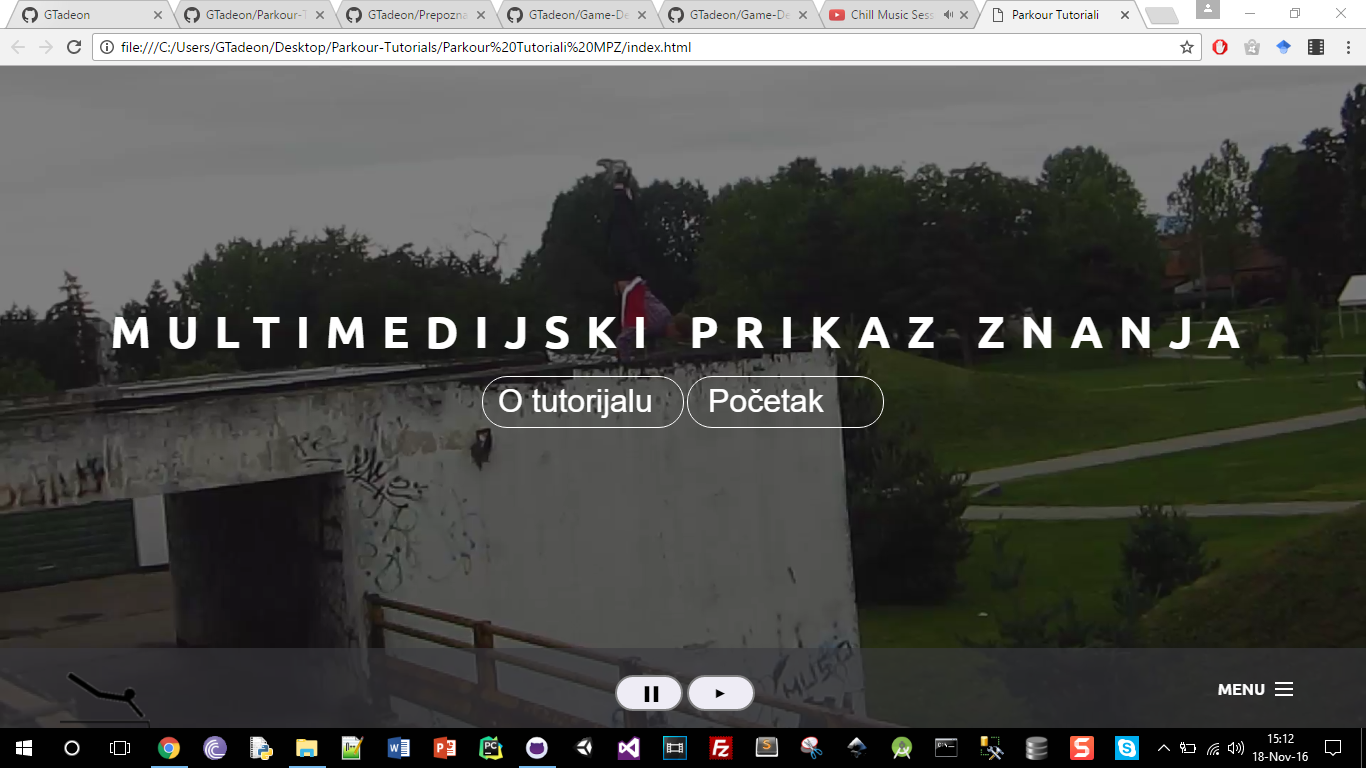 GTadeon
GTadeon/Parkour-T
GTadeon/Prepozna
GTadeon/Game-De
GTadeon/Game-De
Chill Music Sess
Parkour Tutoriali
file:///C:/Users/GTadeon/Desktop/Parkour-Tutorials/Parkour%20Tutoriali%20MPZ/index.html
MULTIMEDIJSKI PRIKAZ ZNANJA
O tutorijalu
Početak
MUSO
MENU
15:12
18-Nov-16